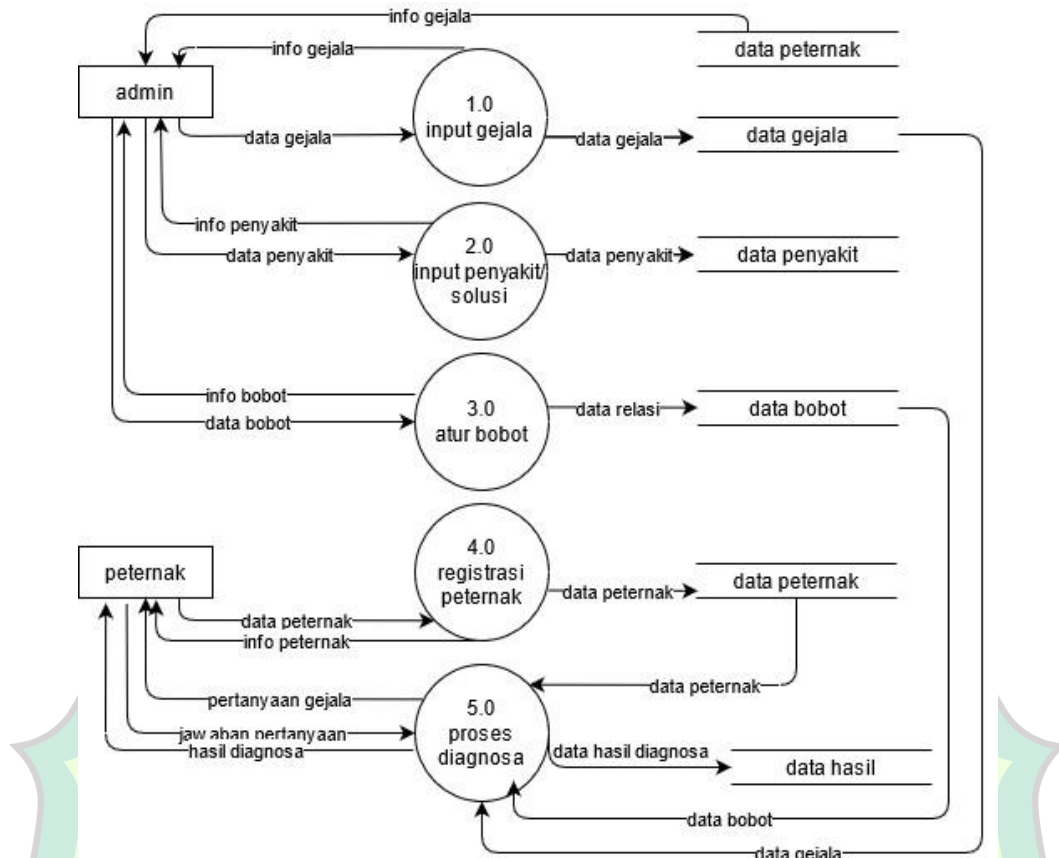 info gejala
data peternak
info gejala
admin
1.0
input gejala
data gejala
data gejala
data gejala
info penyakit
data penyakit
2.0
input penyakit/
solusi
data penyakit
data penyakit
info bobot
data bobot
3.0
atur bobot
data relasi
data bobot
peternak
4.0
registrasi
peternak
data peternak
data peternak
data peternak
info peternak
data peternak
pertanyaan gejala
jawaban pertanyaan
hasil diagnosa
5.0
proses
diagnosa
data hasil diagnosa
data hasil
data bobot
data gejala